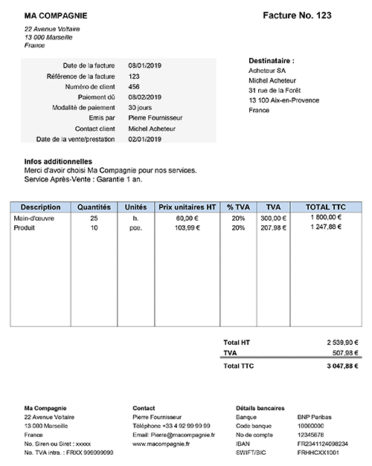 MA COMPAGNIE
Facture No. 123
22 Avenue Voltaire
13 000 Marseille
France
Date de la facture 08/01/2019
Référence de la facture 123
Numéro de client 456
Paiement dû 08/02/2019
Modalité de paiement 30 jours
Emis par Pierre Fournisseur
Contact client Michel Acheteur
Date de la vente/prestation 02/01/2019
Destinataire :
Acheteur SA
Michel Acheteur
31 rue de la Forêt
13 100 Aix-en-Provence
France
Infos additionnelles
Merci d'avoir choisi Ma Compagnie pour nos services.
Service Après-Vente : Garantie 1 an.
Description Quantités Unités Prix unitaires HT % TVA TVA TOTAL TTC
Main-d'œuvre 25 h. 60,00 € 20% 300,00 € 1 800,00 €
Produit 10 pce. 103,99 € 20% 207,98 € 1 247,88 €
Total HT 2 539,90 €
TVA 507,98 €
Total TTC 3 047,88 €
Ma Compagnie
22 Avenue Voltaire
13 000 Marseille
France
No. Siren ou Siret : xxxxx
No. TVA intra. : FRXX 999999999
Contact
Pierre Fournisseur
Téléphone +33 4 92 99 99 99
Email: Pierre@macompagnie.fr
www.macompagnie.fr
Détails bancaires
Banque BNP Paribas
Code banque 10000000
No de compte 12345678
IBAN FR2341124098234
SWIFT/BIC FRHHCXX1001